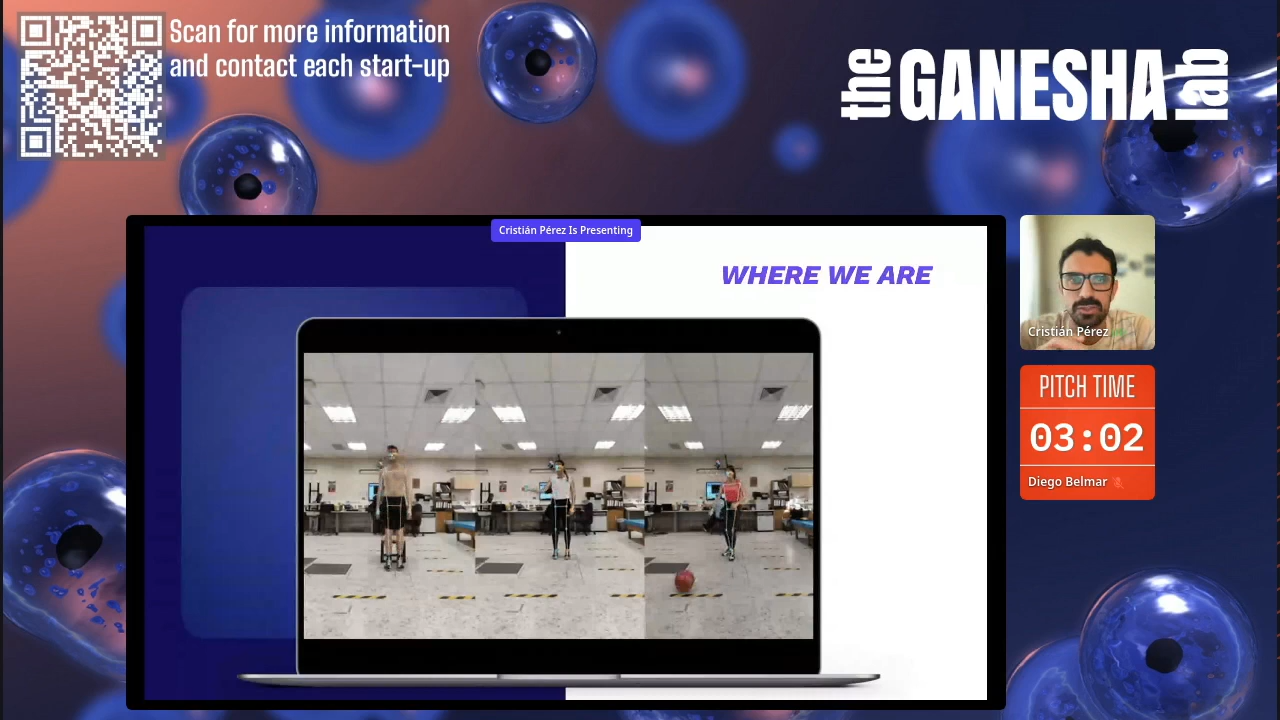 Scan for more information
and contact each start-up
the GANESHA lab
Cristián Pérez Is Presenting
WHERE WE ARE
Cristián Pérez
PITCH TIME
03:02
Diego Belmar